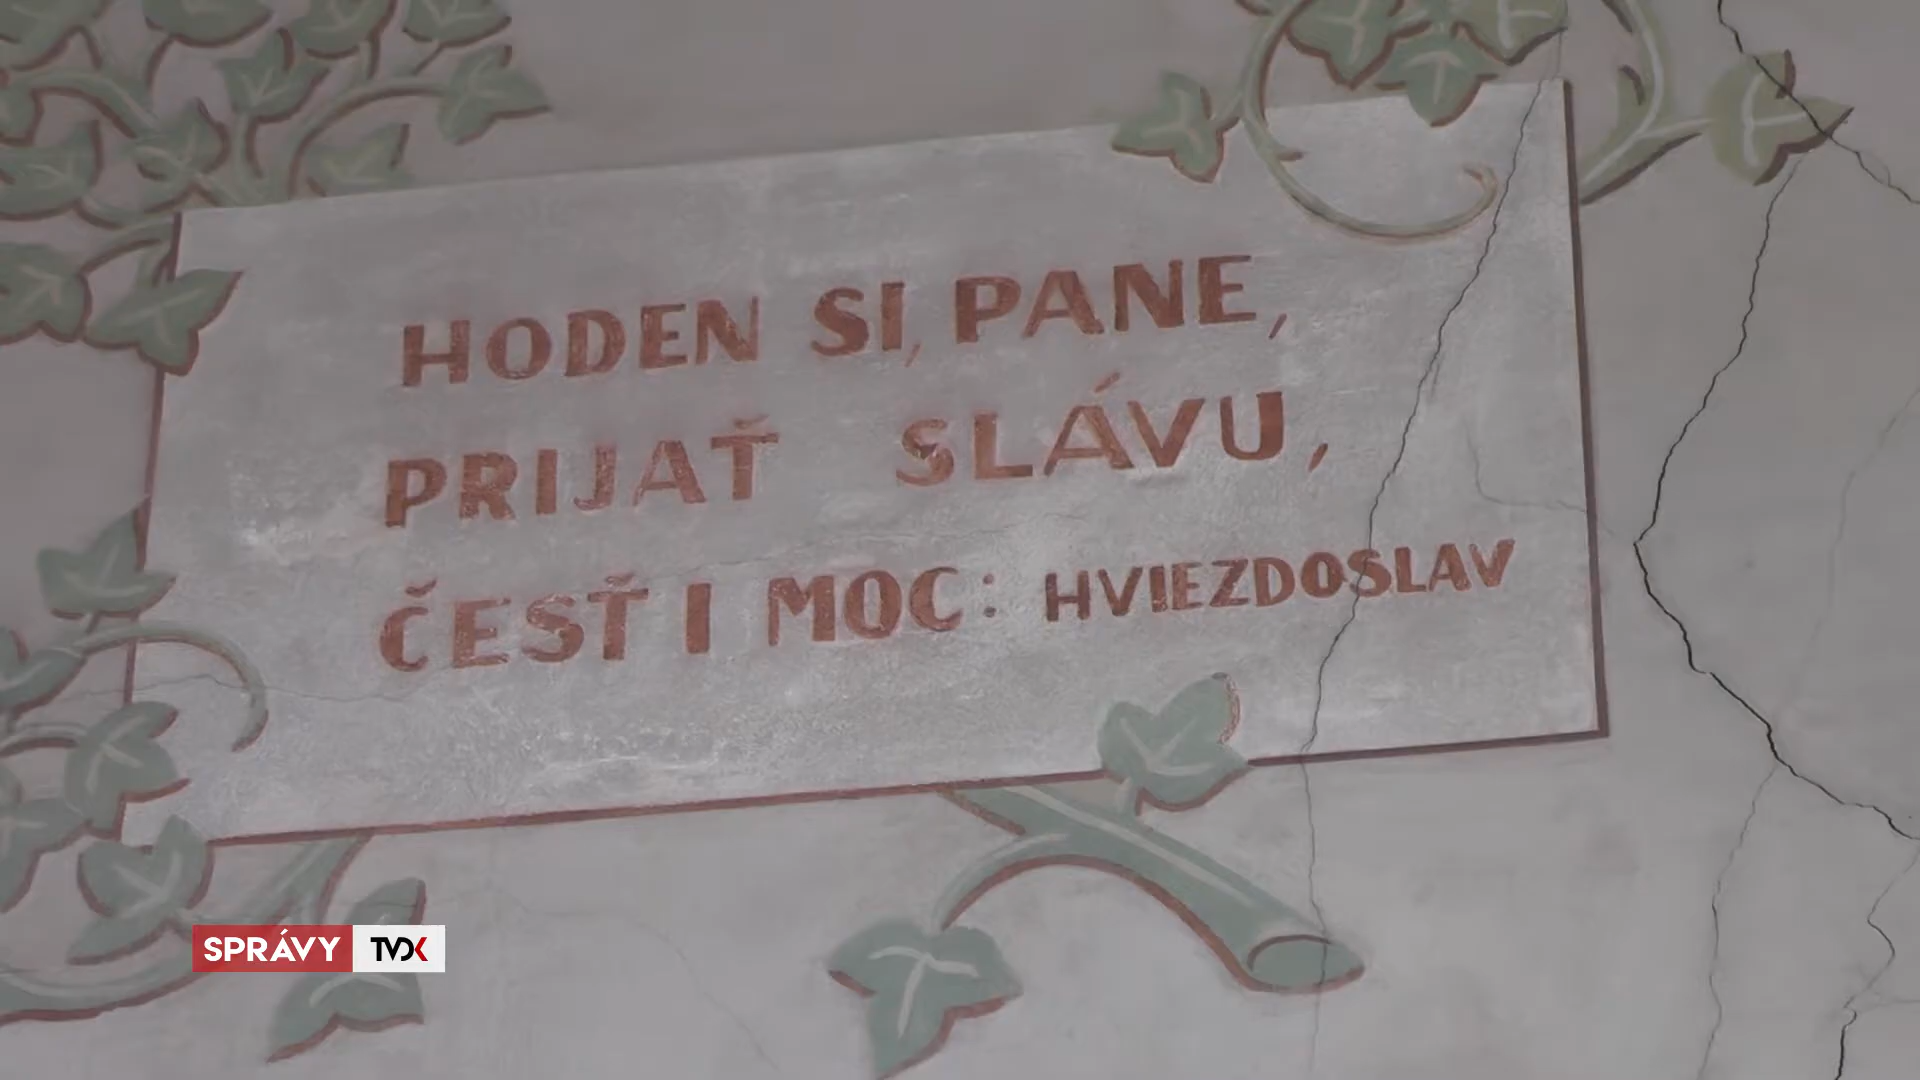 HODEN SI, PANE,
PRIJAŤ SLÁVU,
ČESŤ I MOC: HVIEZDOSLAV
SPRÁVY TVDK